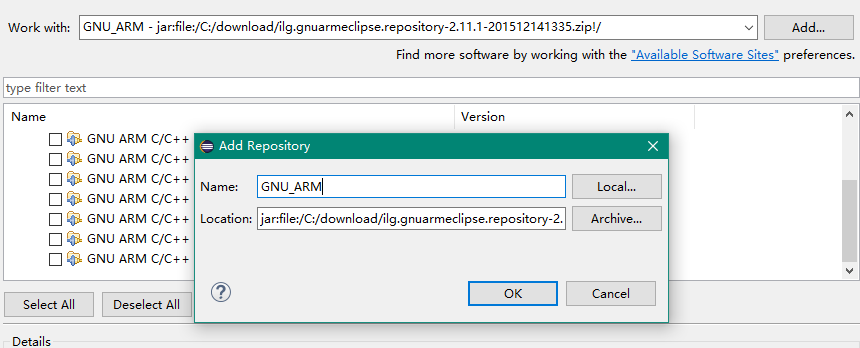 Work with: GNU_ARM - jar:file:/C:/download/ilg.gnuarmeclipse.repository-2.11.1-201512141335.zip!/ Add...
Find more software by working with the "Available Software Sites" preferences.
type filter text
Name Version
GNU ARM C/C++
GNU ARM C/C++
GNU ARM C/C++
GNU ARM C/C++
GNU ARM C/C++
GNU ARM C/C++
GNU ARM C/C++
Add Repository
Name: GNU_ARM Local...
Location: jar:file:/C:/download/ilg.gnuarmeclipse.repository-2. Archive...
OK Cancel
Select All Deselect All
Details